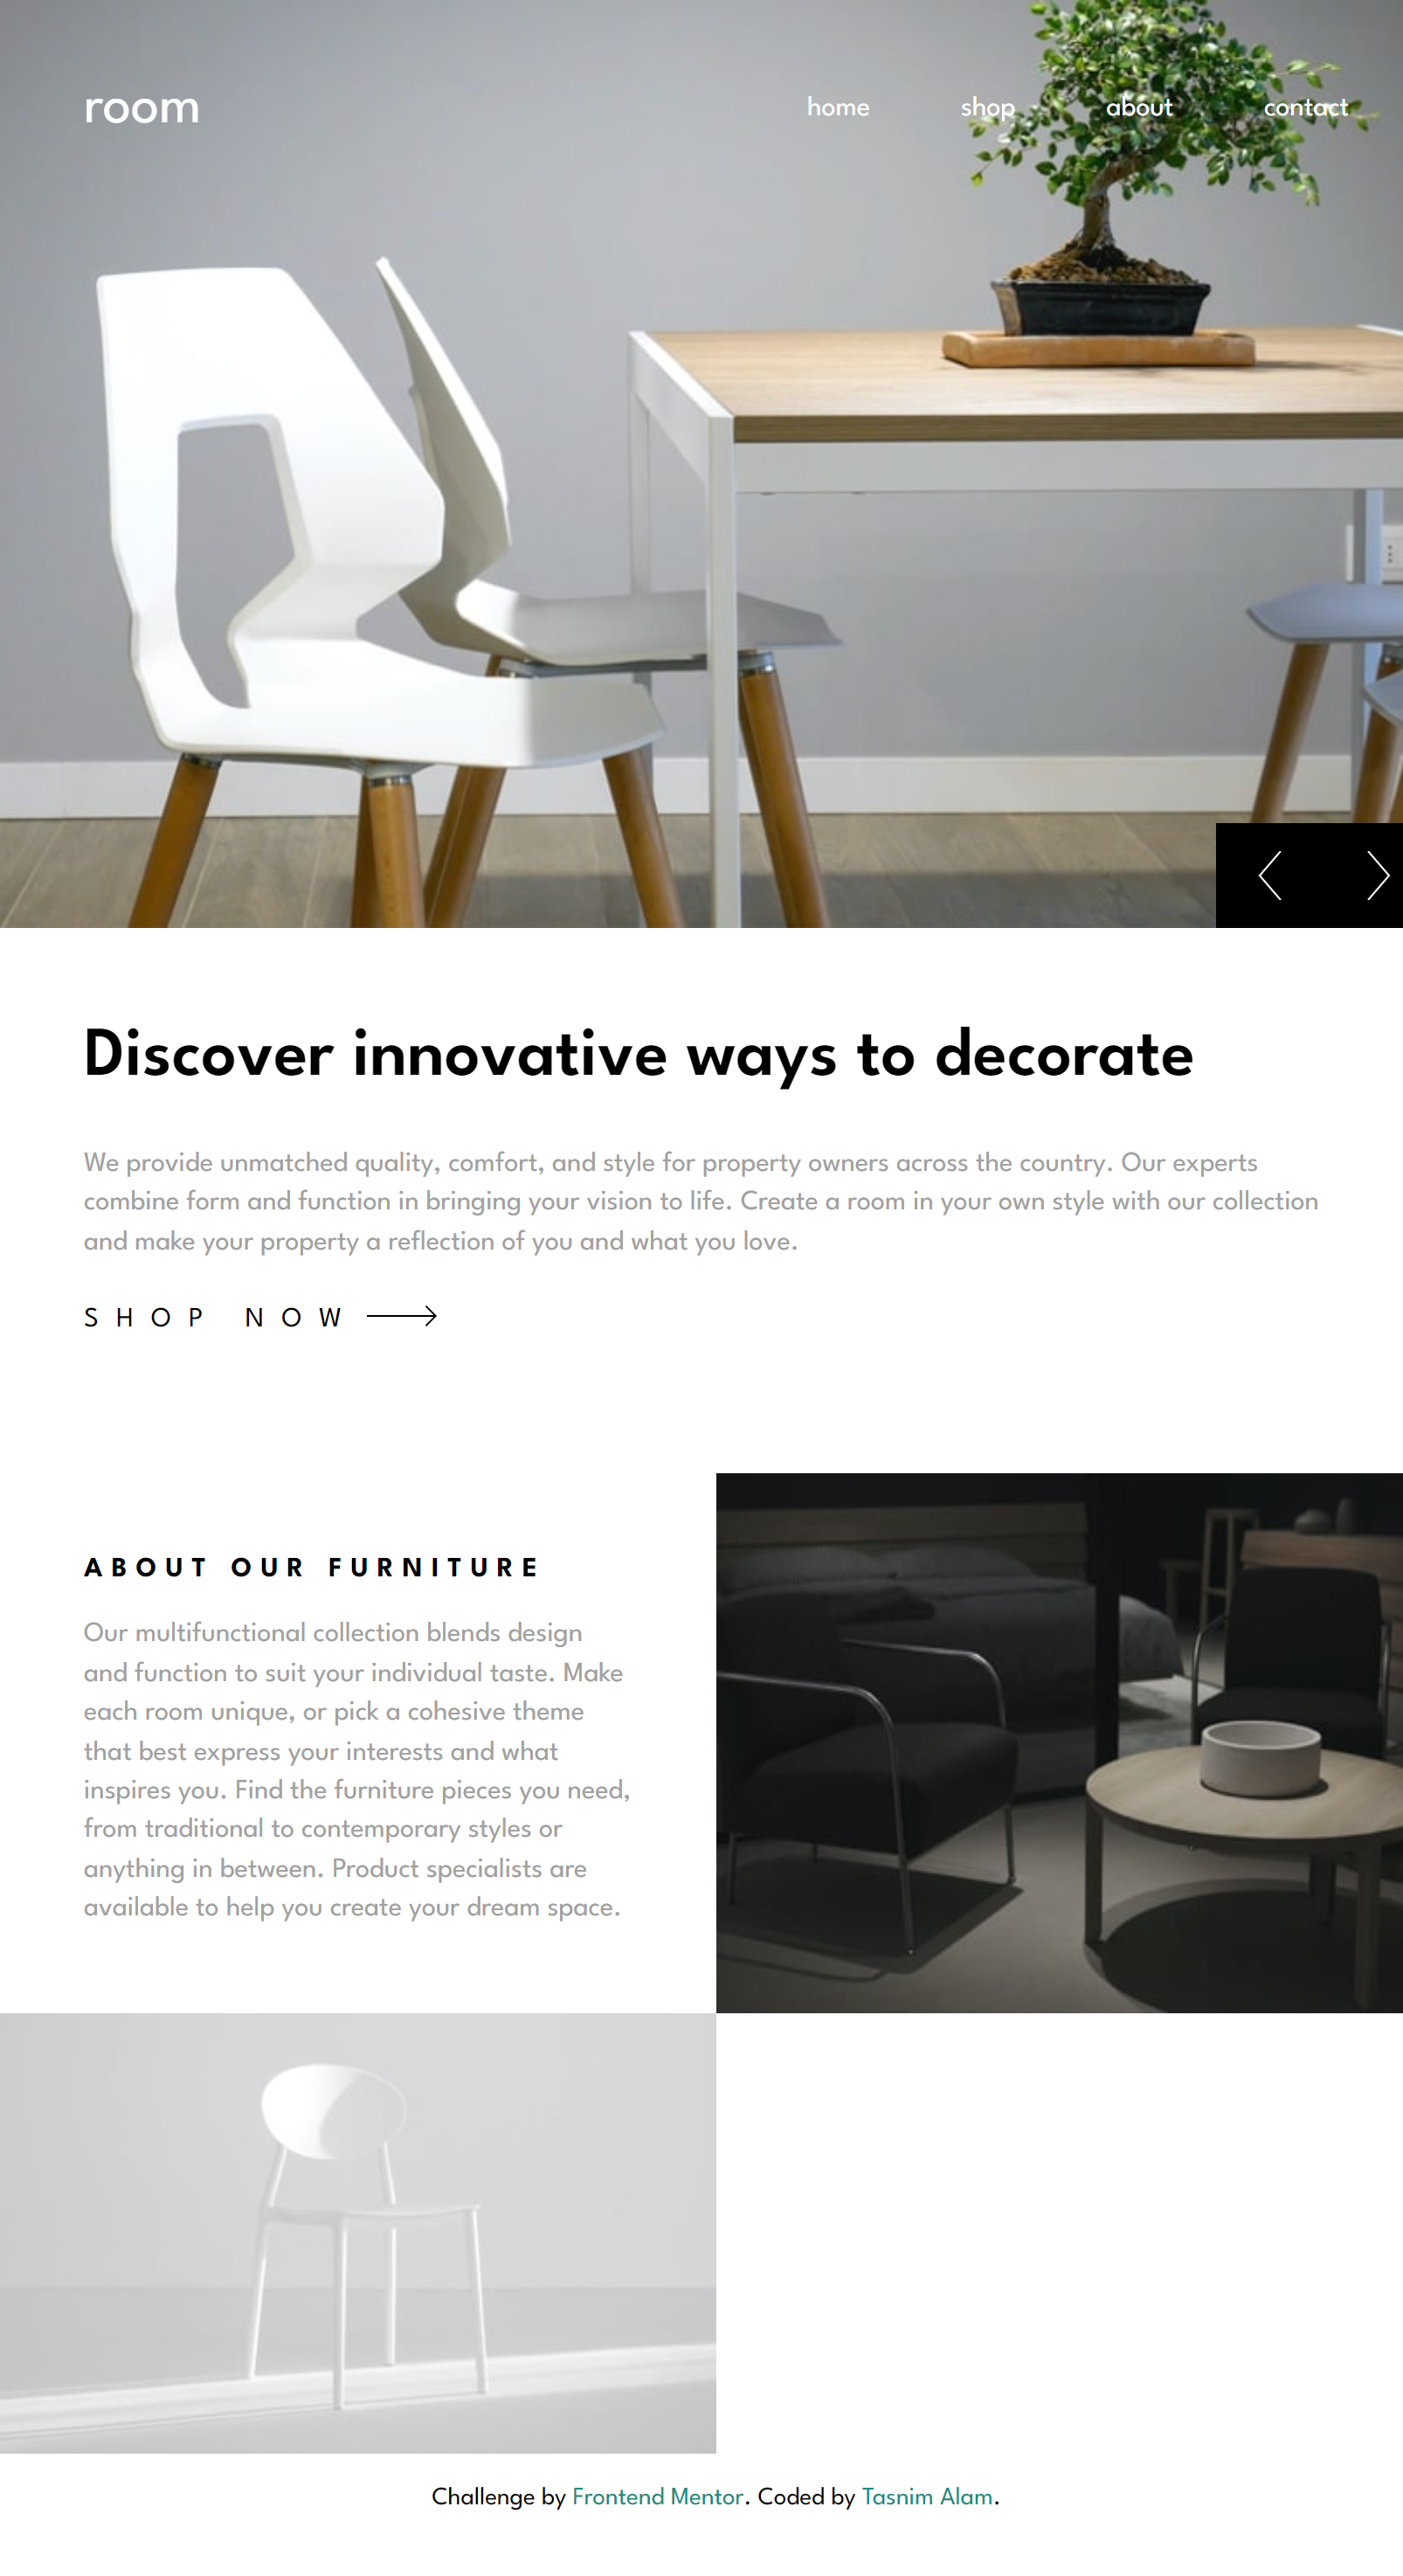 room
home shop about contact
Discover innovative ways to decorate
We provide unmatched quality, comfort, and style for property owners across the country. Our experts
combine form and function in bringing your vision to life. Create a room in your own style with our collection
and make your property a reflection of you and what you love.
SHOP NOW
ABOUT OUR FURNITURE
Our multifunctional collection blends design
and function to suit your individual taste. Make
each room unique, or pick a cohesive theme
that best express your interests and what
inspires you. Find the furniture pieces you need,
from traditional to contemporary styles or
anything in between. Product specialists are
available to help you create your dream space.
Challenge by Frontend Mentor. Coded by Tasnim Alam.